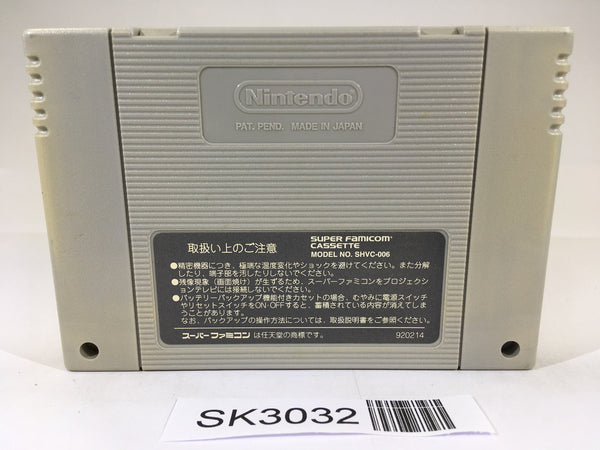 Nintendo
PAT. PEND. MADE IN JAPAN
取扱い上のご注意
SUPER FAMICOM
CASSETTE
MODEL NO. SHVC-006
●精密機器につき、極端な温度変化やショックを避けてください。また分解
したり、端子部を汚したりしないでください。
●残像現象(画面焼け)が生ずるため、スーパーファミコンをプロジェクシ
ョンテレビには接続しないでください。
●バッテリーバックアップ機能付きカセットの場合、むやみに電源スイッチ
やリセットスイッチをON-OFFすると、蓄積されている内容が消えてしま
うことがあります。
なお、バックアップの操作方法については、取扱説明書をご参照ください。
スーパーファミコンは任天堂の商標です。 920214
SK3032